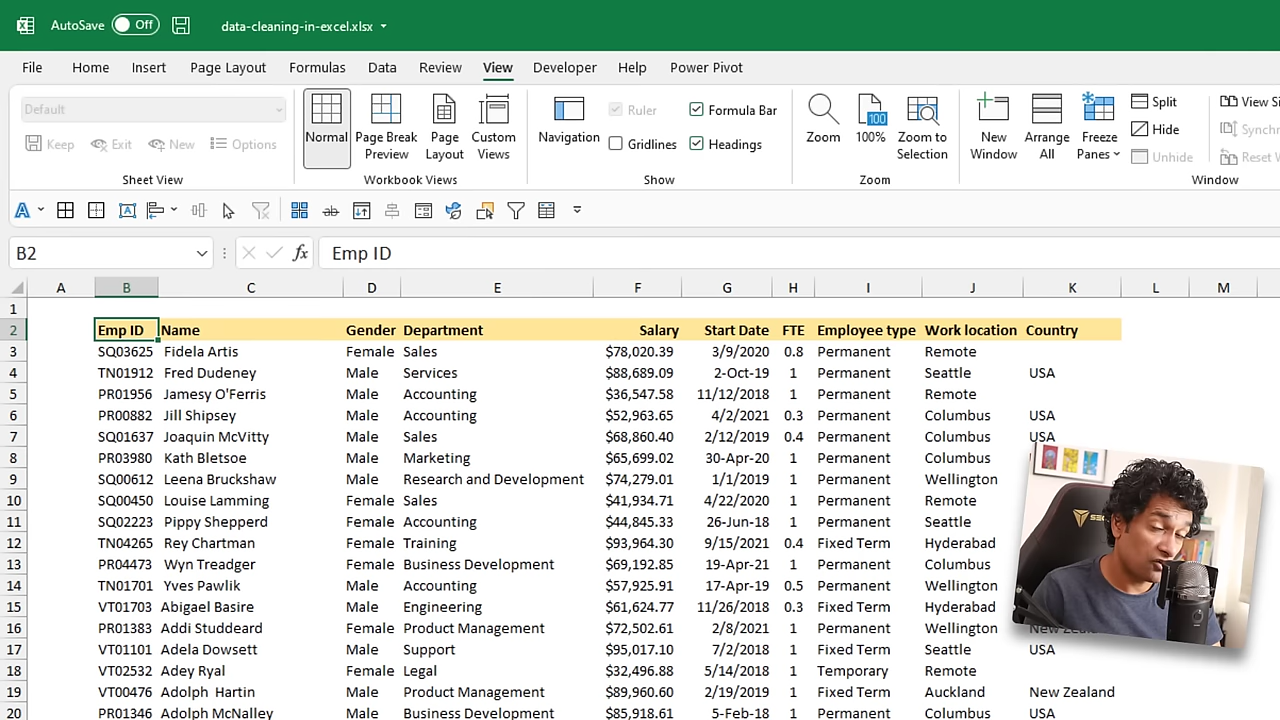 AutoSave Off data-cleaning-in-excel.xlsx
File Home Insert Page Layout Formulas Data Review View Developer Help Power Pivot
Default Ruler Formula Bar Split View Si
Normal Page Break Preview Page Layout Custom Views Navigation Zoom 100 100% Zoom to Selection New Window Arrange All Freeze Panes Hide Synchr
Keep Exit New Options Gridlines Headings Unhide Reset W
Sheet View Workbook Views Show Zoom Window
A ab
B2 fx Emp ID
A B C D E F G H I J K L M
1
2 Emp ID Name Gender Department Salary Start Date FTE Employee type Work location Country
3 SQ03625 Fidela Artis Female Sales $78,020.39 3/9/2020 0.8 Permanent Remote
4 TN01912 Fred Dudeney Male Services $88,689.09 2-Oct-19 1 Permanent Seattle USA
5 PR01956 Jamesy O'Ferris Male Accounting $36,547.58 11/12/2018 1 Permanent Remote
6 PR00882 Jill Shipsey Male Accounting $52,963.65 4/2/2021 0.3 Permanent Columbus USA
7 SQ01637 Joaquin McVitty Male Sales $68,860.40 2/12/2019 0.4 Permanent Columbus USA
8 PR03980 Kath Bletsoe Male Marketing $65,699.02 30-Apr-20 1 Permanent Columbus
9 SQ00612 Leena Bruckshaw Male Research and Development $74,279.01 1/1/2019 1 Permanent Wellington
10 SQ00450 Louise Lamming Female Sales $41,934.71 4/22/2020 1 Permanent Remote
11 SQ02223 Pippy Shepperd Female Accounting $44,845.33 26-Jun-18 1 Permanent Seattle
12 TN04265 Rey Chartman Female Training $93,964.30 9/15/2021 0.4 Fixed Term Hyderabad
13 PR04473 Wyn Treadger Female Business Development $69,192.85 19-Apr-21 1 Permanent Columbus
14 TN01701 Yves Pawlik Male Accounting $57,925.91 17-Apr-19 0.5 Permanent Wellington
15 VT01703 Abigael Basire Male Engineering $61,624.77 11/26/2018 0.3 Fixed Term Hyderabad
16 PR01383 Addi Studdeard Female Product Management $72,502.61 2/8/2021 1 Permanent Wellington New Zealand
17 VT01101 Adela Dowsett Male Support $95,017.10 7/2/2018 1 Fixed Term Seattle USA
18 VT02532 Adey Ryal Female Legal $32,496.88 5/14/2018 1 Temporary Remote
19 VT00476 Adolph  Hartin Male Product Management $89,960.60 2/19/2019 1 Fixed Term Auckland New Zealand
20 PR01346 Adolph McNalley Male Business Development $85,918.61 5-Feb-18 1 Permanent Columbus USA